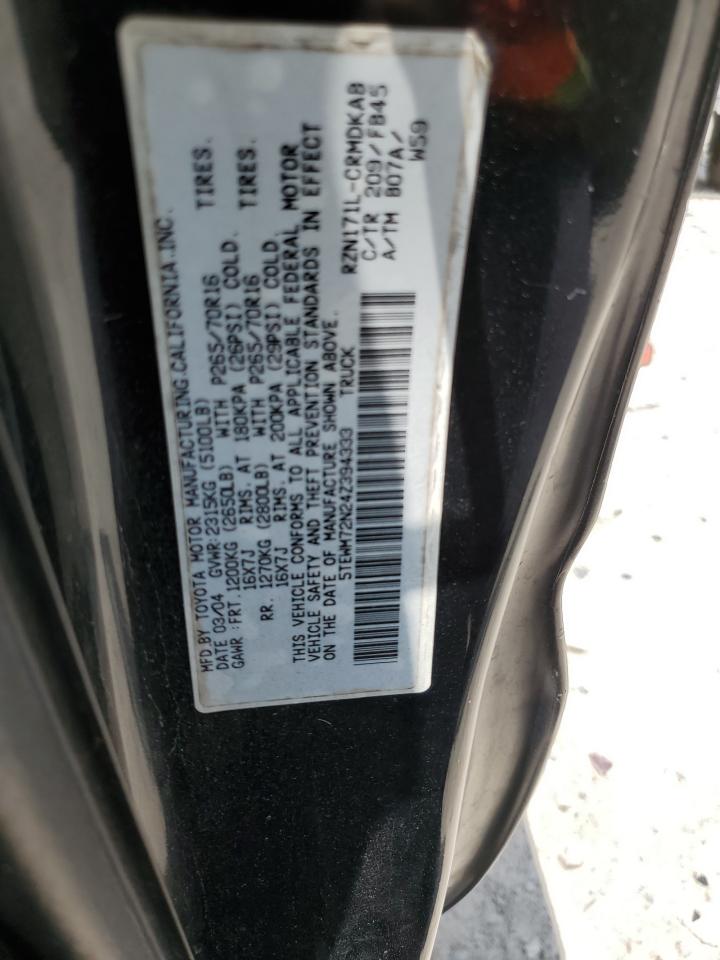 MFD.BY TOYOTA MOTOR MANUFACTURING.CALIFORNIA.INC.
DATE 03/04 GVWR:2315KG (5100LB)
GAWR:FRT.1200KG (2650LB) WITH P265/70R16 TIRES.
16X7J RIMS. AT 180KPA (26PSI) COLD.
RR. 1270KG (2800LB) WITH P265/70R16 TIRES.
16X7J RIMS. AT 200KPA (29PSI) COLD.
THIS VEHICLE CONFORMS TO ALL APPLICABLE FEDERAL MOTOR
VEHICLE SAFETY AND THEFT PREVENTION STANDARDS IN EFFECT
ON THE DATE OF MANUFACTURE SHOWN ABOVE.
5TEWM72N24Z394333 TRUCK
RZN171L-CRMDKAB
C/TR 209/FB45
A/TM B07A/
W59